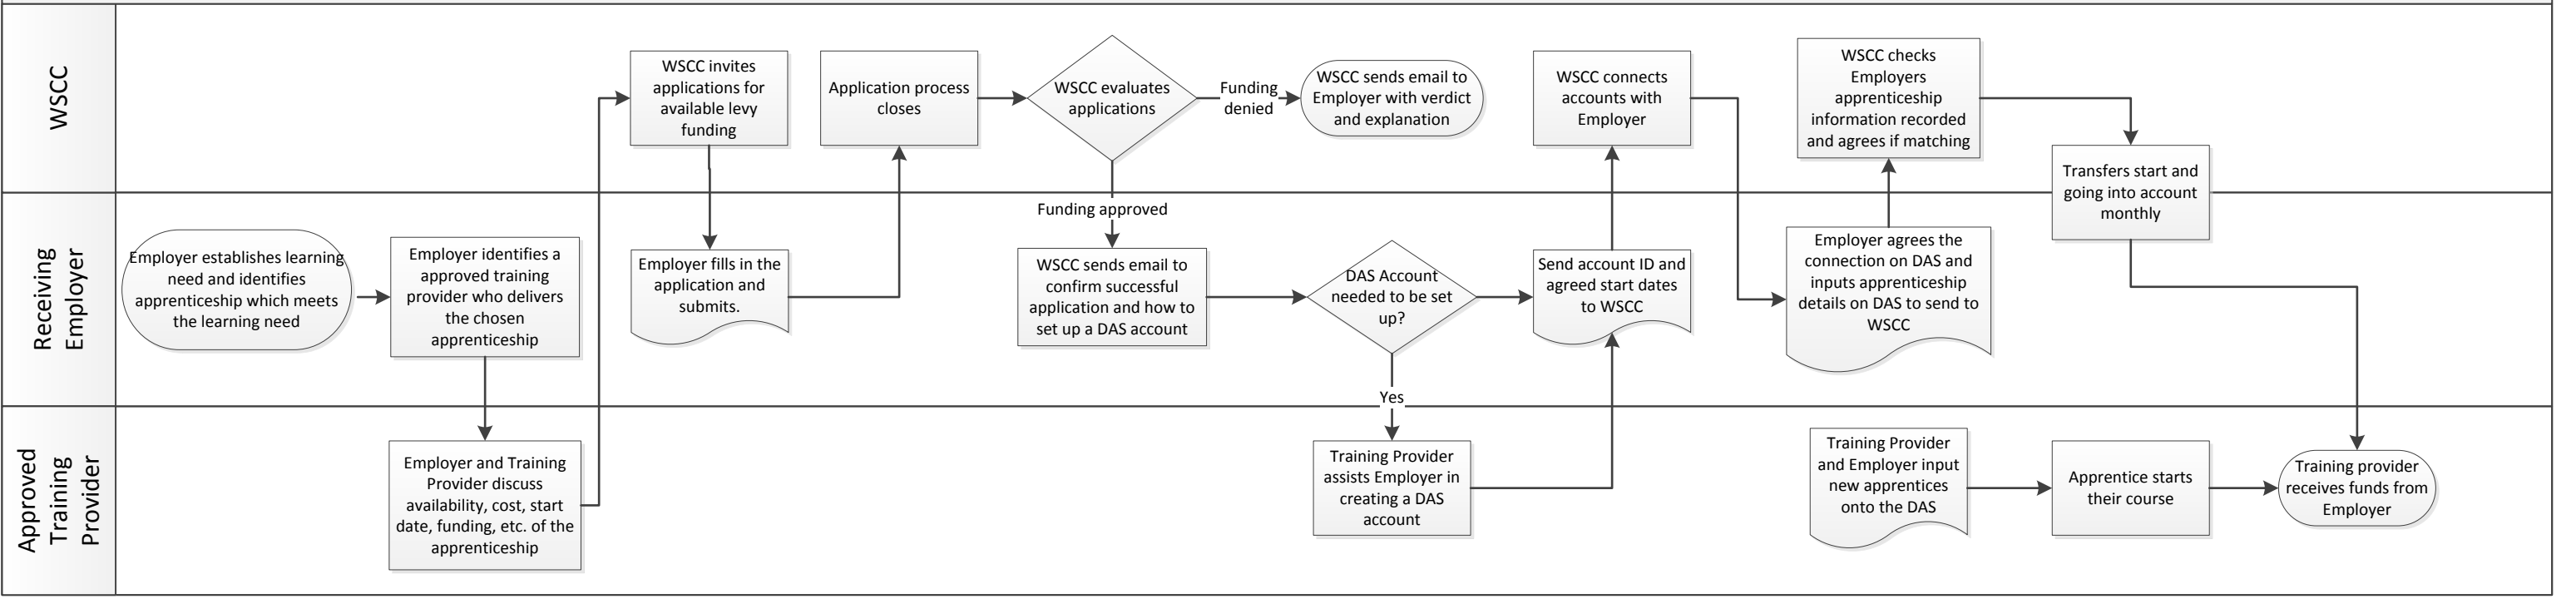 WSCC
WSCC invites
applications for
available levy
funding
Application process
closes
WSCC evaluates
applications
Funding
denied
WSCC sends email to
Employer with verdict
and explanation
WSCC connects
accounts with
Employer
WSCC checks
Employers
apprenticeship
information recorded
and agrees if matching
Transfers start and
going into account
monthly
Receiving
Employer
Employer establishes learning
need and identifies
apprenticeship which meets
the learning need
Employer identifies a
approved training
provider who delivers
the chosen
apprenticeship
Employer fills in the
application and
submits.
Funding approved
WSCC sends email to
confirm successful
application and how to
set up a DAS account
DAS Account
needed to be set
up?
Send account ID and
agreed start dates
to WSCC
Employer agrees the
connection on DAS and
inputs apprenticeship
details on DAS to send to
WSCC
Yes
Approved
Training
Provider
Employer and Training
Provider discuss
availability, cost, start
date, funding, etc. of the
apprenticeship
Training Provider
assists Employer in
creating a DAS
account
Training Provider
and Employer input
new apprentices
onto the DAS
Apprentice starts
their course
Training provider
receives funds from
Employer